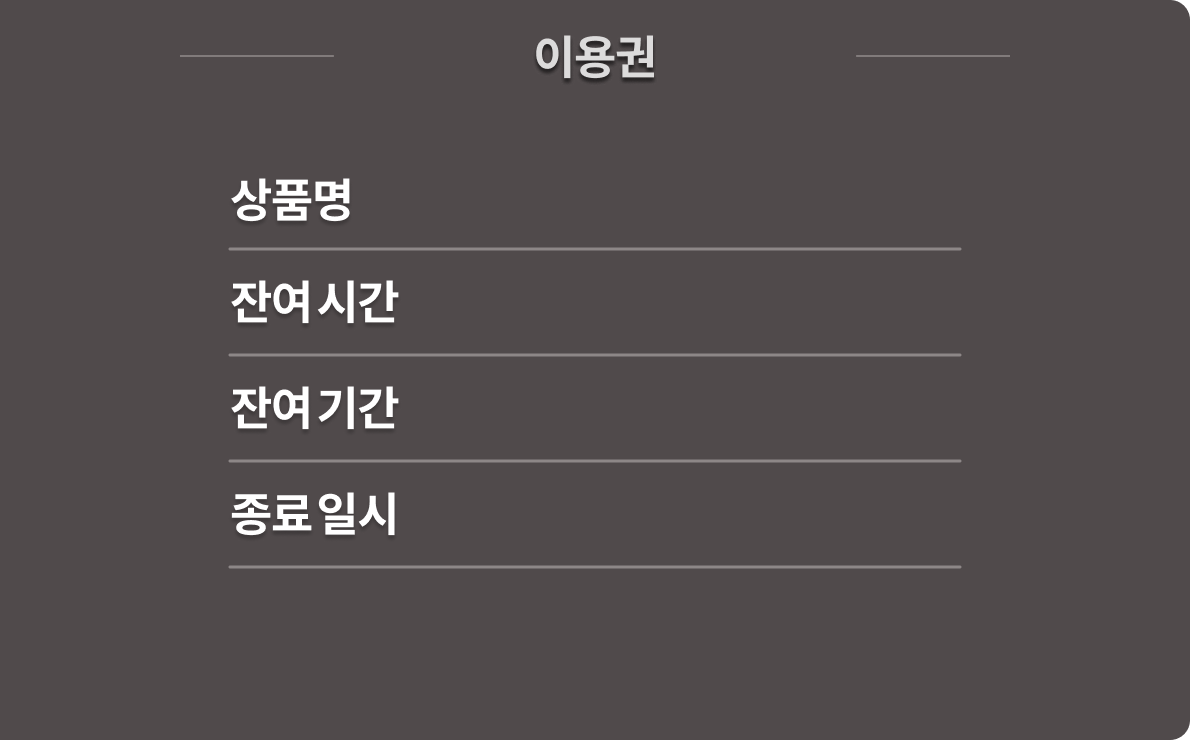 이용권
상품명
잔여 시간
잔여 기간
종료 일시